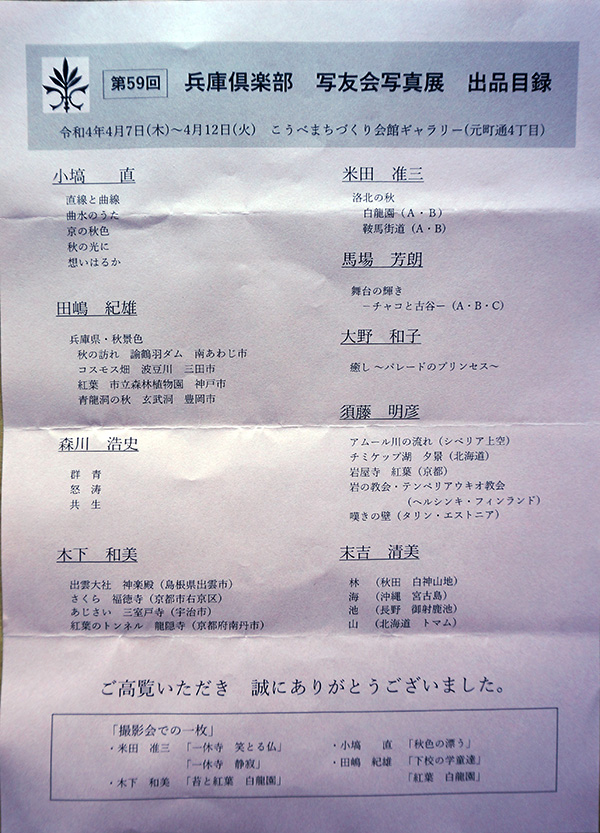 第59回 兵庫倶楽部 写友会写真展 出品目録
令和4年4月7日(木)～4月12日(火) こうべまちづくり会館ギャラリー(元町通4丁目)
小塙 直
直線と曲線
曲水のうた
京の秋色
秋の光に
想いはるか
田嶋 紀雄
兵庫県・秋景色
秋の訪れ 諭鶴羽ダム 南あわじ市
コスモス畑 波豆川 三田市
紅葉 市立森林植物園 神戸市
青龍洞の秋 玄武洞 豊岡市
森川 浩史
群 青
怒 涛
共 生
木下 和美
出雲大社 神楽殿（島根県出雲市）
さくら 福徳寺（京都市右京区）
あじさい 三室戸寺（宇治市）
紅葉のトンネル 龍隠寺（京都府南丹市）
米田 准三
洛北の秋
白龍園（A・B）
鞍馬街道（A・B）
馬場 芳朗
舞台の輝き
－チャコと古谷－（A・B・C）
大野 和子
癒し ～パレードのプリンセス～
須藤 明彦
アムール川の流れ（シベリア上空）
チミケップ湖 夕景（北海道）
岩屋寺 紅葉（京都）
岩の教会・テンペリアウキオ教会
（ヘルシンキ・フィンランド）
嘆きの壁（タリン・エストニア）
末吉 清美
林 （秋田 白神山地）
海 （沖縄 宮古島）
池 （長野 御射鹿池）
山 （北海道 トマム）
ご高覧いただき 誠にありがとうございました。
「撮影会での一枚」
・米田 准三 「一休寺 笑とる仏」
「一休寺 静寂」
・木下 和美 「苔と紅葉 白龍園」
・小塙 直 「秋色の漂う」
・田嶋 紀雄 「下校の学童達」
「紅葉 白龍園」